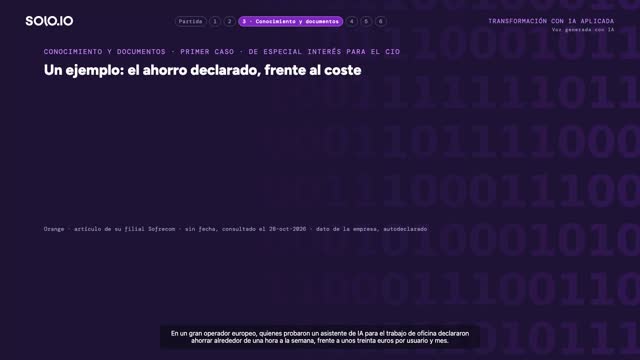 SOLO.IO
Partida 1 2 3 · Conocimiento y documentos 4 5 6
TRANSFORMACIÓN CON IA APLICADA
Voz generada con IA
CONOCIMIENTO Y DOCUMENTOS · PRIMER CASO · DE ESPECIAL INTERÉS PARA EL CIO
Un ejemplo: el ahorro declarado, frente al coste
Orange · artículo de su filial Sofrecom · sin fecha, consultado el 26-oct-2026 · dato de la empresa, autodeclarado
En un gran operador europeo, quienes probaron un asistente de IA para el trabajo de oficina declararon
ahorrar alrededor de una hora a la semana, frente a unos treinta euros por usuario y mes.